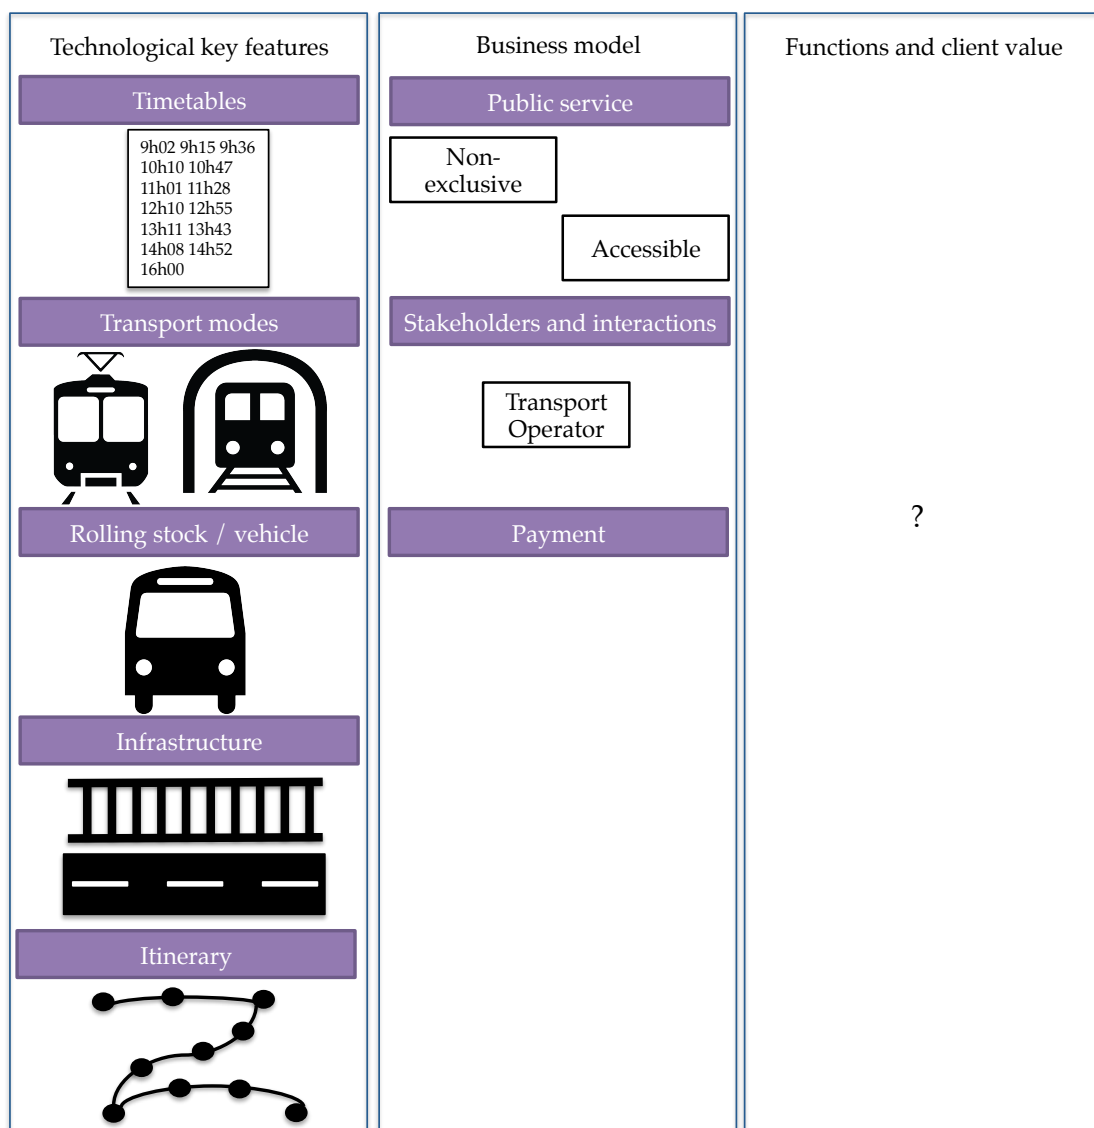 Technological key features
Timetables
9h02 9h15 9h36
10h10 10h47
11h01 11h28
12h10 12h55
13h11 13h43
14h08 14h52
16h00
Transport modes
Rolling stock / vehicle
Infrastructure
Itinerary
Business model
Public service
Non-
exclusive
Accessible
Stakeholders and interactions
Transport
Operator
Payment
Functions and client value
?